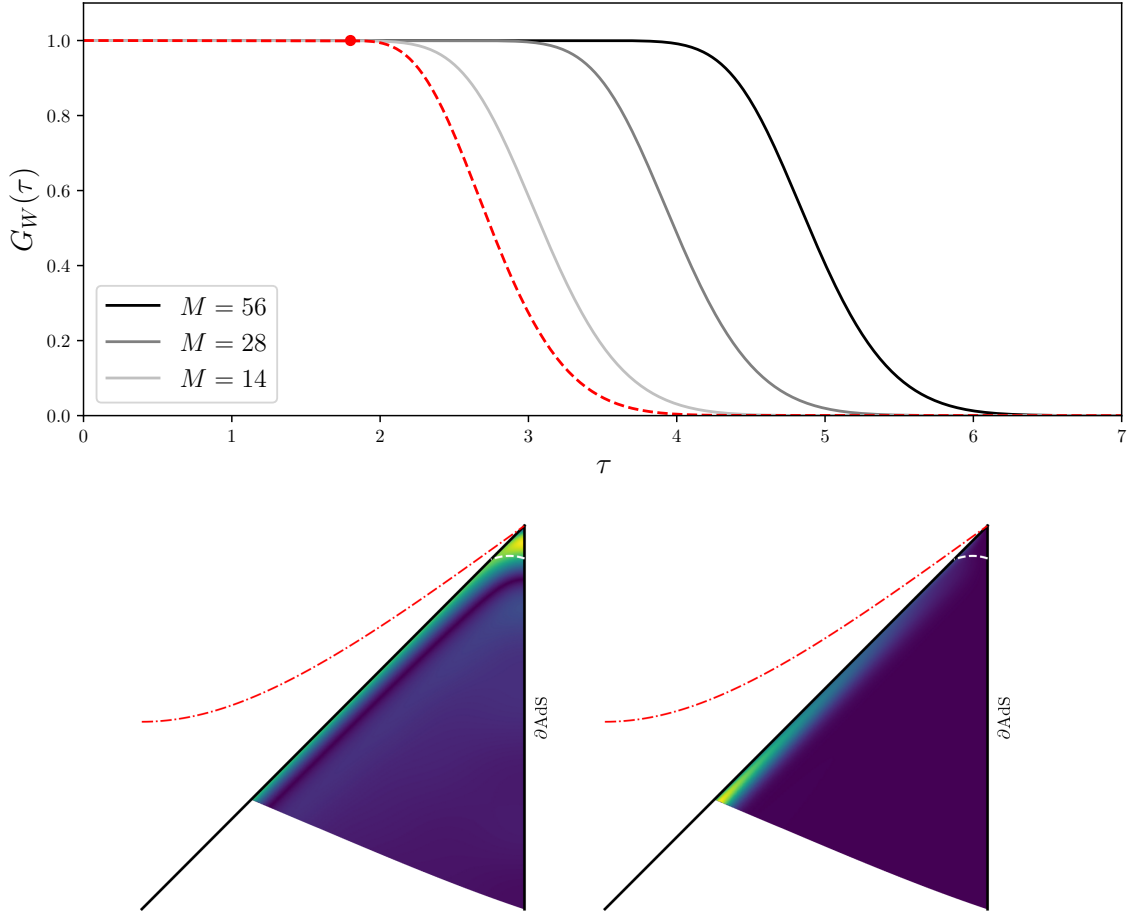 1.0
0.8
0.6
0.4
0.2
0.0
G_W(τ)
M = 56
M = 28
M = 14
0 1 2 3 4 5 6 7
τ
∂AdS
∂AdS